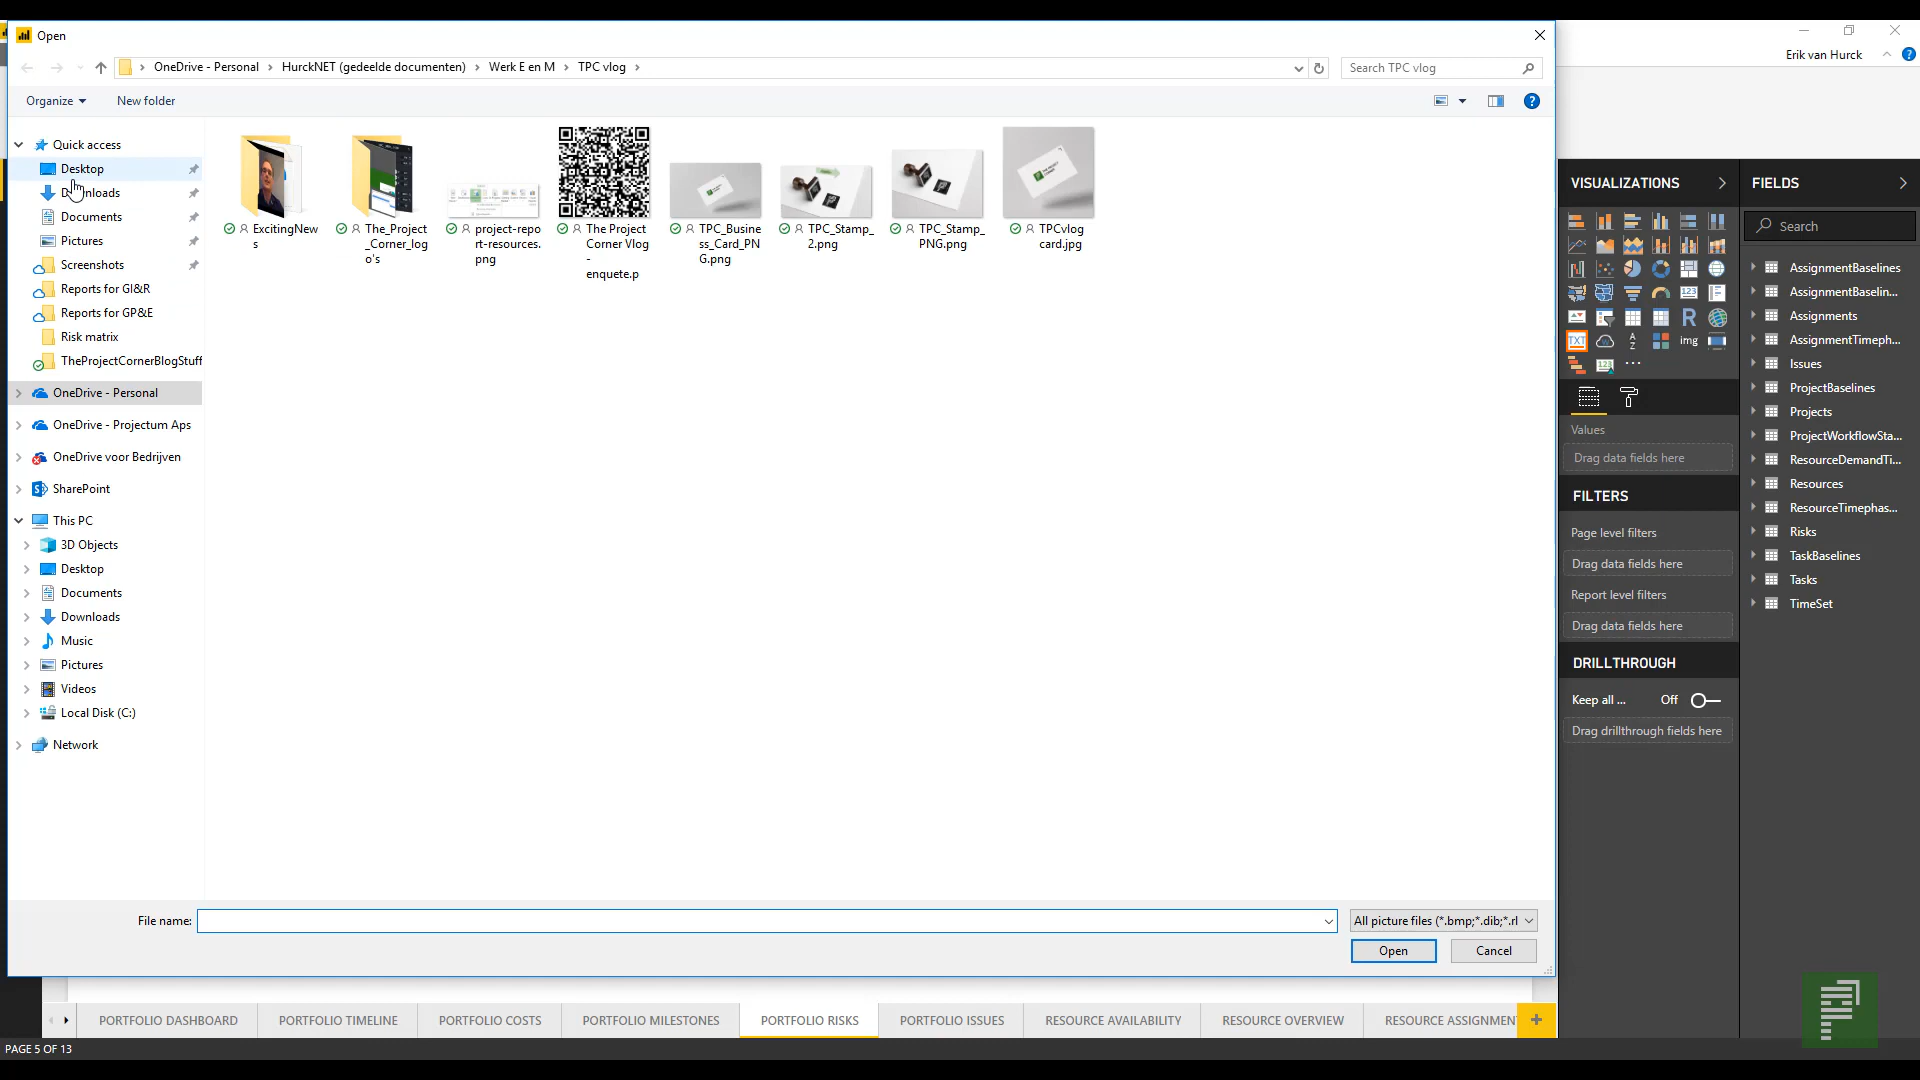 Open
Erik van Hurck
OneDrive - Personal
HurckNET (gedeelde documenten)
Werk E en M
TPC vlog
Search TPC vlog
Organize
New folder
Quick access
Desktop
Downloads
Documents
Pictures
Screenshots
Reports for GI&R
Reports for GP&E
Risk matrix
TheProjectCornerBlogStuff
OneDrive - Personal
OneDrive - Projectum Aps
OneDrive voor Bedrijven
SharePoint
This PC
3D Objects
Desktop
Documents
Downloads
Music
Pictures
Videos
Local Disk (C:)
Network
ExcitingNew
s
The_Project
_Corner_log
o's
project-repo
rt-resources.
png
The Project
Corner Vlog
-
enquete.p
TPC_Busine
ss_Card_PN
G.png
TPC_Stamp_
2.png
TPC_Stamp_
PNG.png
TPCvlog
card.jpg
File name:
All picture files (*.bmp;*.dib;*.rl
Open
Cancel
VISUALIZATIONS
123
R
TXT
A
Z
img
123
Values
Drag data fields here
FILTERS
Page level filters
Drag data fields here
Report level filters
Drag data fields here
DRILLTHROUGH
Keep all ...
Off
Drag drillthrough fields here
FIELDS
Search
AssignmentBaselines
AssignmentBaselin...
Assignments
AssignmentTimeph...
Issues
ProjectBaselines
Projects
ProjectWorkflowSta...
ResourceDemandTi...
Resources
ResourceTimephas...
Risks
TaskBaselines
Tasks
TimeSet
PORTFOLIO DASHBOARD
PORTFOLIO TIMELINE
PORTFOLIO COSTS
PORTFOLIO MILESTONES
PORTFOLIO RISKS
PORTFOLIO ISSUES
RESOURCE AVAILABILITY
RESOURCE OVERVIEW
RESOURCE ASSIGNMEN
PAGE 5 OF 13